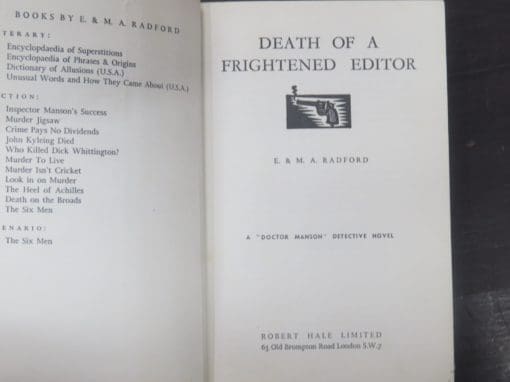 BOOKS BY E. & M. A. RADFORD
TERARY:
Encyclopdaedia of Superstitions
Encyclopaedia of Phrases & Origins
Dictionary of Allusions (U.S.A.)
Unusual Words and How They Came About (U.S.A.)
CTION:
Inspector Manson's Success
Murder Jigsaw
Crime Pays No Dividends
John Kyleing Died
Who Killed Dick Whittington?
Murder To Live
Murder Isn't Cricket
Look in on Murder
The Heel of Achilles
Death on the Broads
The Six Men
ENARIO:
The Six Men
DEATH OF A
FRIGHTENED EDITOR
E. & M. A. RADFORD
A "DOCTOR MANSON" DETECTIVE NOVEL
ROBERT HALE LIMITED
63 Old Brompton Road London S.W.7